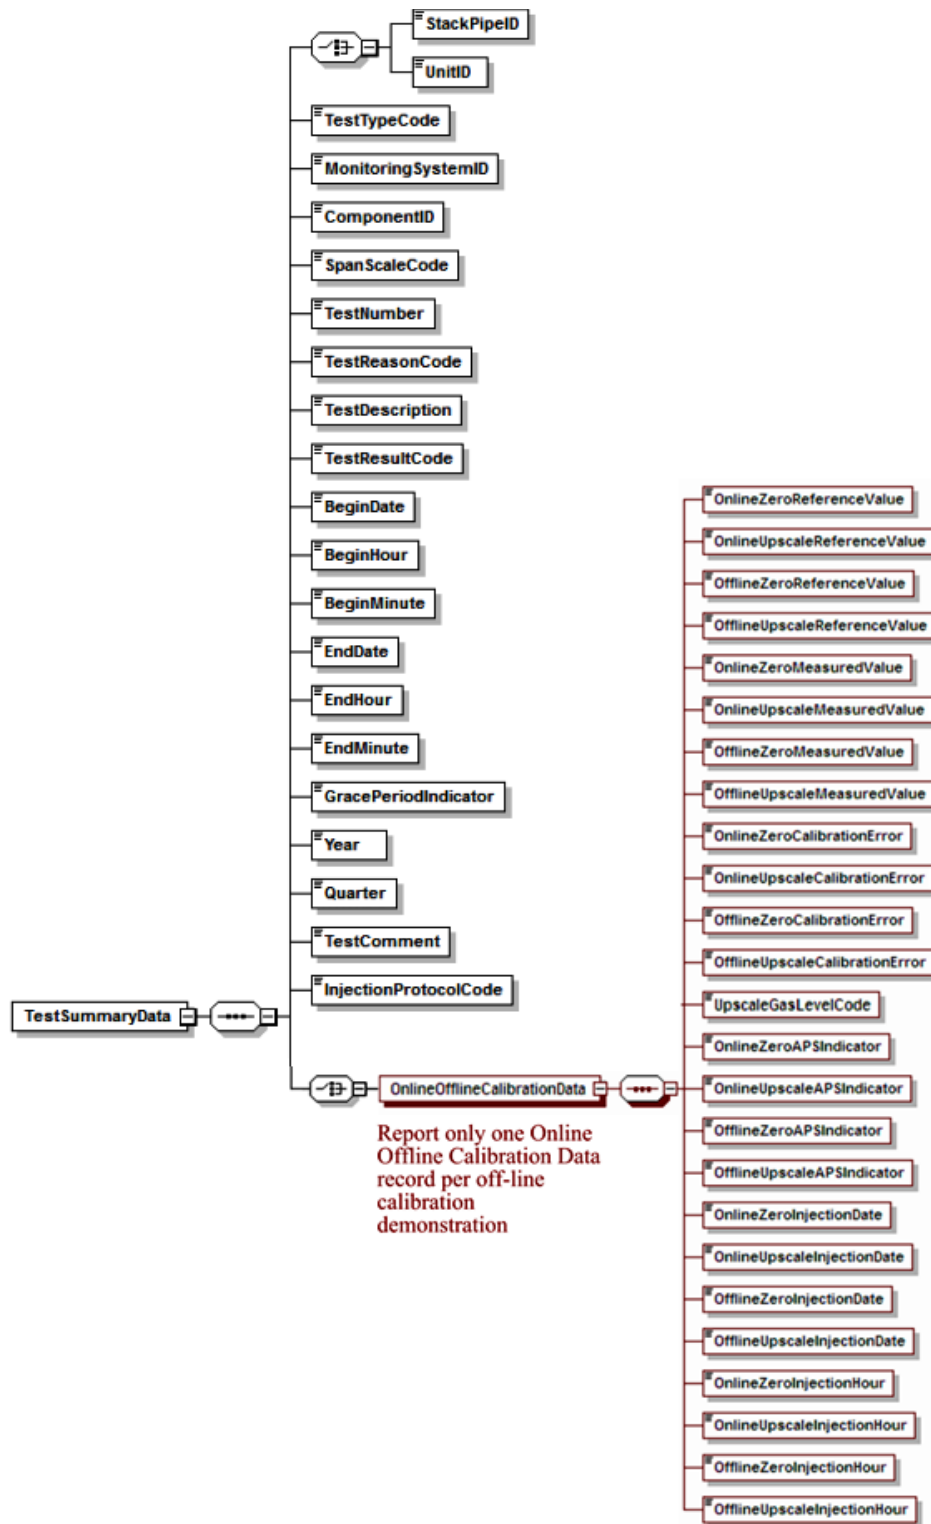 StackPipeID
UnitID
TestTypeCode
MonitoringSystemID
ComponentID
SpanScaleCode
TestNumber
TestReasonCode
TestDescription
TestResultCode
BeginDate
BeginHour
BeginMinute
EndDate
EndHour
EndMinute
GracePeriodIndicator
Year
Quarter
TestComment
InjectionProtocolCode
TestSummaryData
OnlineOfflineCalibrationData
Report only one Online
Offline Calibration Data
record per off-line
calibration
demonstration
OnlineZeroReferenceValue
OnlineUpscaleReferenceValue
OfflineZeroReferenceValue
OfflineUpscaleReferenceValue
OnlineZeroMeasuredValue
OnlineUpscaleMeasuredValue
OfflineZeroMeasuredValue
OfflineUpscaleMeasuredValue
OnlineZeroCalibrationError
OnlineUpscaleCalibrationError
OfflineZeroCalibrationError
OfflineUpscaleCalibrationError
UpscaleGasLevelCode
OnlineZeroAPSIndicator
OnlineUpscaleAPSIndicator
OfflineZeroAPSIndicator
OfflineUpscaleAPSIndicator
OnlineZeroInjectionDate
OnlineUpscaleInjectionDate
OfflineZeroInjectionDate
OfflineUpscaleInjectionDate
OnlineZeroInjectionHour
OnlineUpscaleInjectionHour
OfflineZeroInjectionHour
OfflineUpscaleInjectionHour